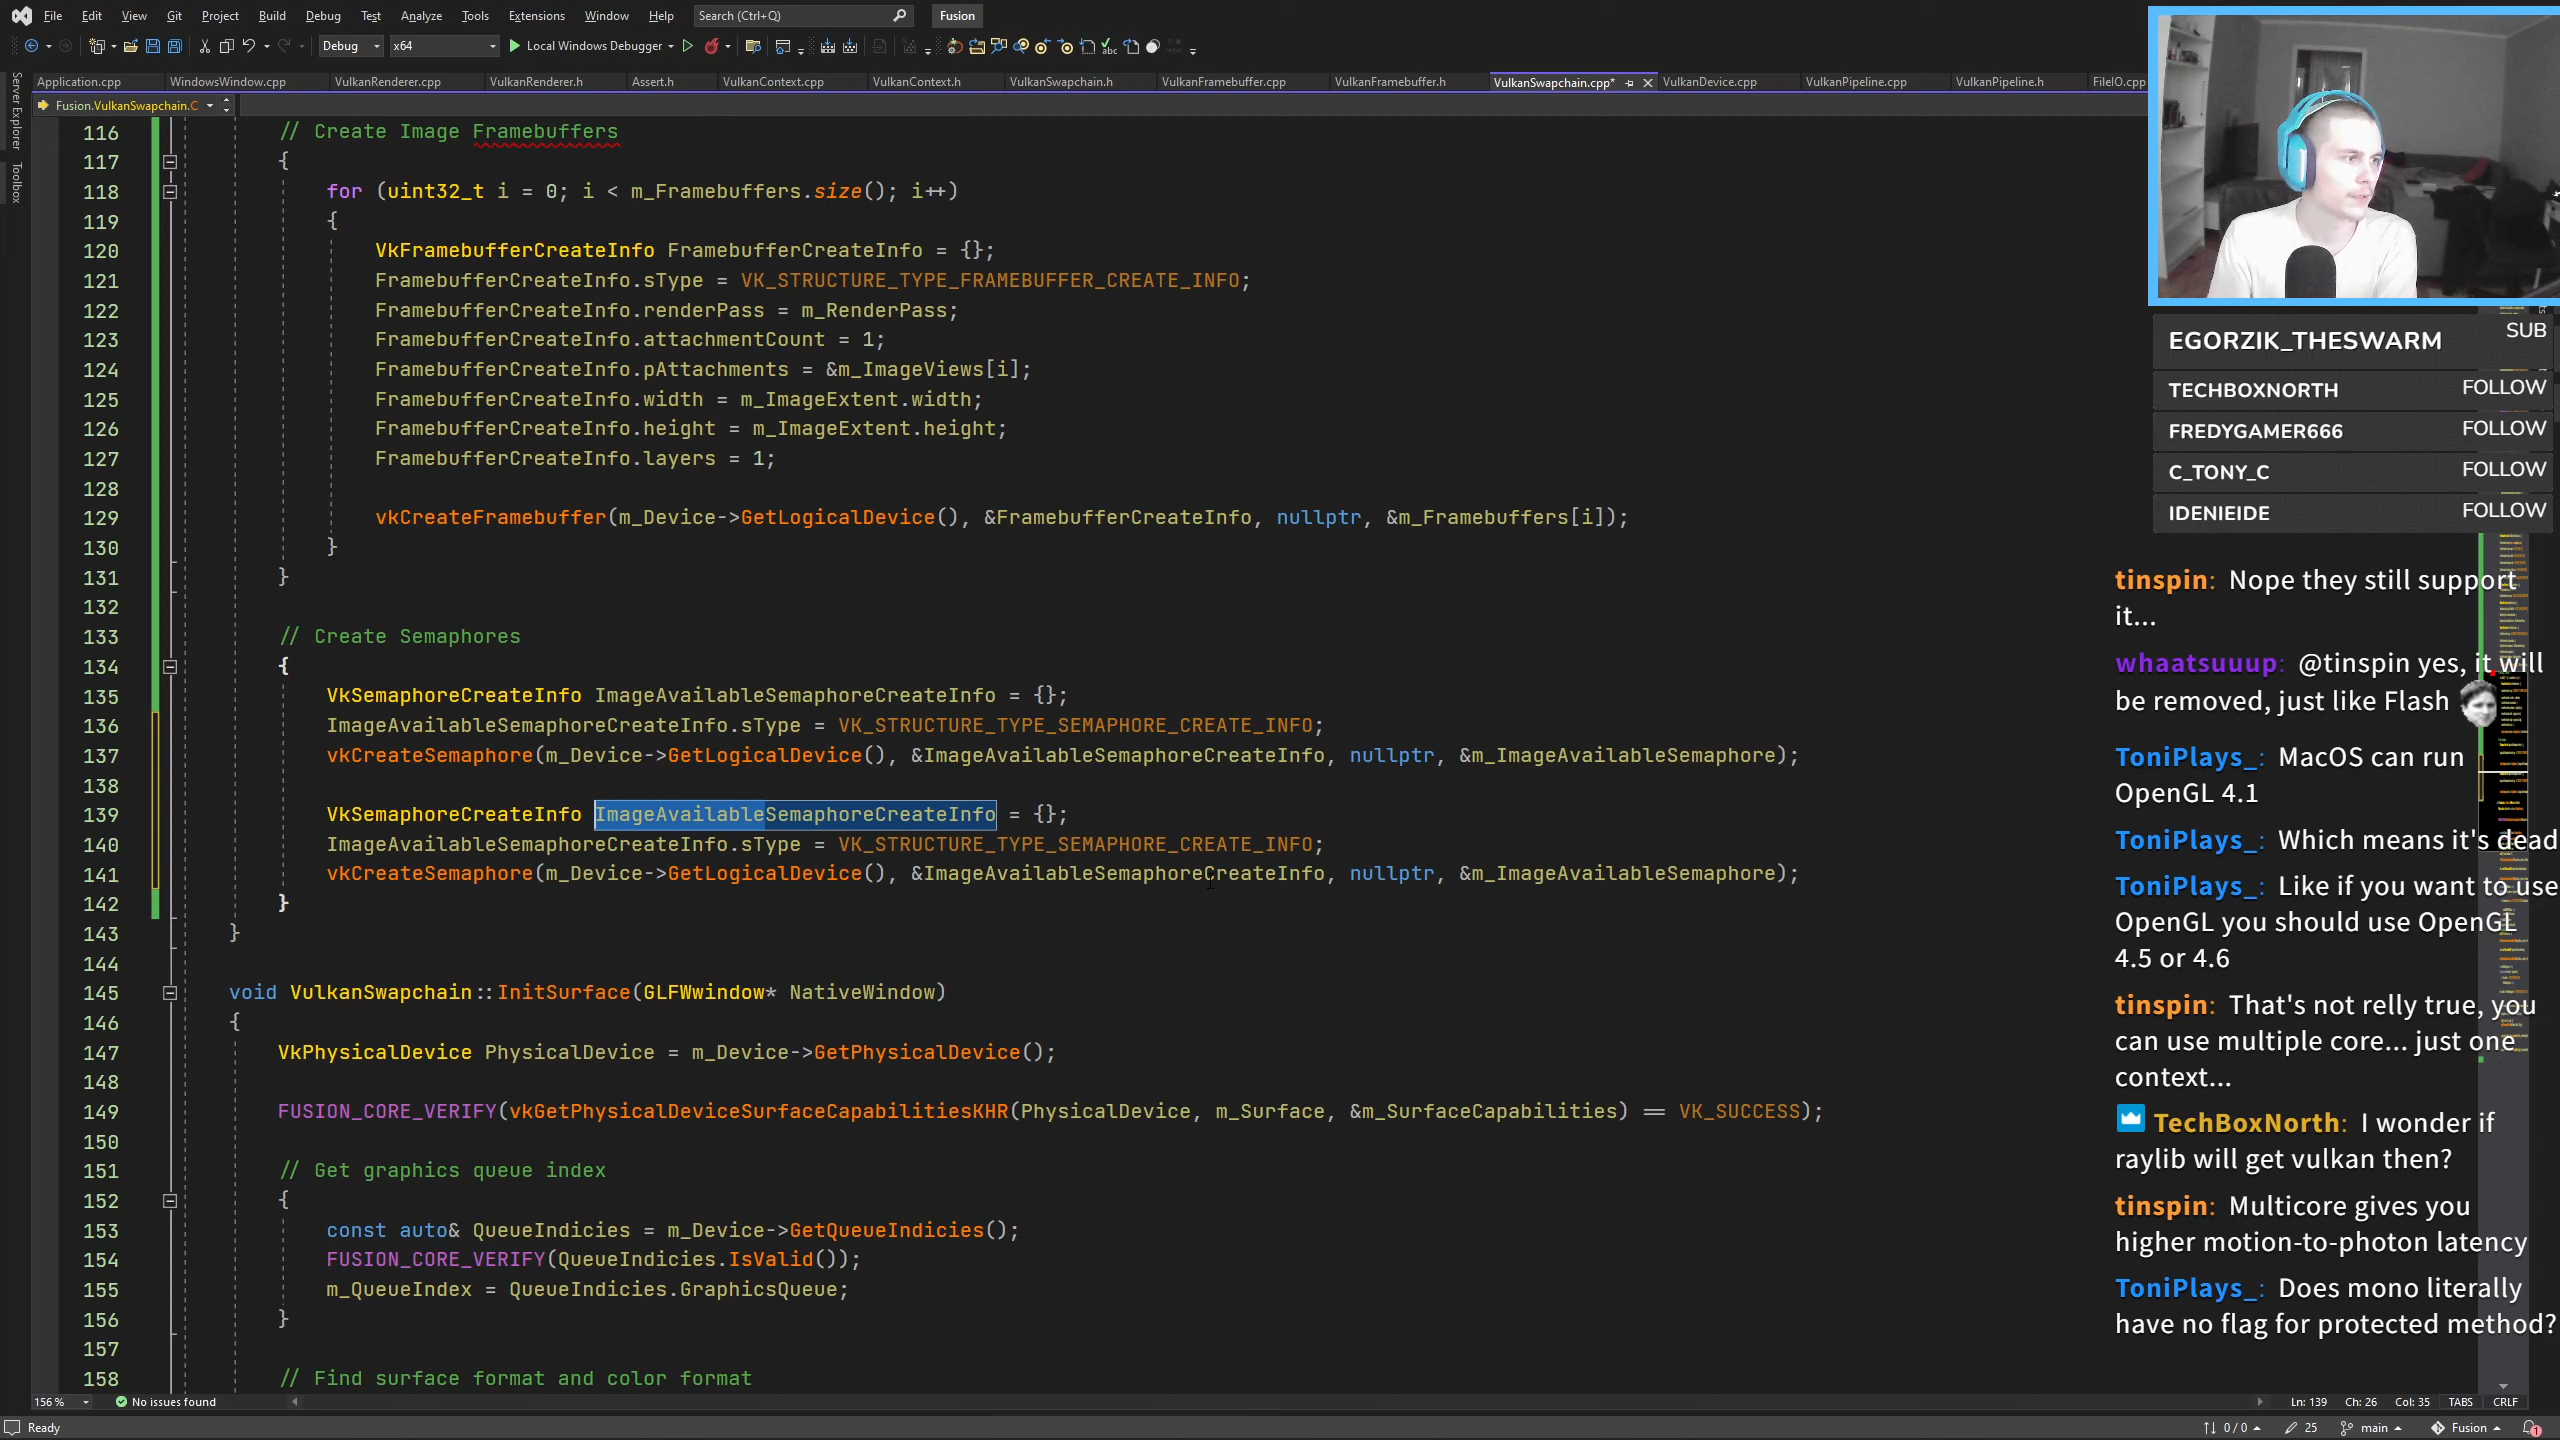 File Edit View Git Project Build Debug Test Analyze Tools Extensions Window Help Search (Ctrl+Q) Fusion
Debug x64 Local Windows Debugger
Application.cpp WindowsWindow.cpp VulkanRenderer.cpp VulkanRenderer.h Assert.h VulkanContext.cpp VulkanContext.h VulkanSwapchain.h VulkanFramebuffer.cpp VulkanFramebuffer.h VulkanSwapchain.cpp* VulkanDevice.cpp VulkanPipeline.cpp VulkanPipeline.h FileIO.cpp
Fusion.VulkanSwapchain.C
Server Explorer
Toolbox
116 // Create Image Framebuffers
117 {
118 for (uint32_t i = 0; i < m_Framebuffers.size(); i++)
119 {
120 VkFramebufferCreateInfo FramebufferCreateInfo = {};
121 FramebufferCreateInfo.sType = VK_STRUCTURE_TYPE_FRAMEBUFFER_CREATE_INFO;
122 FramebufferCreateInfo.renderPass = m_RenderPass;
123 FramebufferCreateInfo.attachmentCount = 1;
124 FramebufferCreateInfo.pAttachments = &m_ImageViews[i];
125 FramebufferCreateInfo.width = m_ImageExtent.width;
126 FramebufferCreateInfo.height = m_ImageExtent.height;
127 FramebufferCreateInfo.layers = 1;
128
129 vkCreateFramebuffer(m_Device->GetLogicalDevice(), &FramebufferCreateInfo, nullptr, &m_Framebuffers[i]);
130 }
131 }
132
133 // Create Semaphores
134 {
135 VkSemaphoreCreateInfo ImageAvailableSemaphoreCreateInfo = {};
136 ImageAvailableSemaphoreCreateInfo.sType = VK_STRUCTURE_TYPE_SEMAPHORE_CREATE_INFO;
137 vkCreateSemaphore(m_Device->GetLogicalDevice(), &ImageAvailableSemaphoreCreateInfo, nullptr, &m_ImageAvailableSemaphore);
138
139 VkSemaphoreCreateInfo ImageAvailableSemaphoreCreateInfo = {};
140 ImageAvailableSemaphoreCreateInfo.sType = VK_STRUCTURE_TYPE_SEMAPHORE_CREATE_INFO;
141 vkCreateSemaphore(m_Device->GetLogicalDevice(), &ImageAvailableSemaphoreCreateInfo, nullptr, &m_ImageAvailableSemaphore);
142 }
143 }
144
145 void VulkanSwapchain::InitSurface(GLFWwindow* NativeWindow)
146 {
147 VkPhysicalDevice PhysicalDevice = m_Device->GetPhysicalDevice();
148
149 FUSION_CORE_VERIFY(vkGetPhysicalDeviceSurfaceCapabilitiesKHR(PhysicalDevice, m_Surface, &m_SurfaceCapabilities) == VK_SUCCESS);
150
151 // Get graphics queue index
152 {
153 const auto& QueueIndicies = m_Device->GetQueueIndicies();
154 FUSION_CORE_VERIFY(QueueIndicies.IsValid());
155 m_QueueIndex = QueueIndicies.GraphicsQueue;
156 }
157
158 // Find surface format and color format
EGORZIK_THESWARM SUB
TECHBOXNORTH FOLLOW
FREDYGAMER666 FOLLOW
C_TONY_C FOLLOW
IDENIEIDE FOLLOW
tinspin: Nope they still support
it...
whaatsuuup: @tinspin yes, it will
be removed, just like Flash
ToniPlays_: MacOS can run
OpenGL 4.1
ToniPlays_: Which means it's dead
ToniPlays_: Like if you want to use
OpenGL you should use OpenGL
4.5 or 4.6
tinspin: That's not relly true, you
can use multiple core... just one
context...
TechBoxNorth: I wonder if
raylib will get vulkan then?
tinspin: Multicore gives you
higher motion-to-photon latency
ToniPlays_: Does mono literally
have no flag for protected method?
156 % No issues found Ln: 139 Ch: 26 Col: 35 TABS CRLF
Ready 0 / 0 25 main Fusion 1